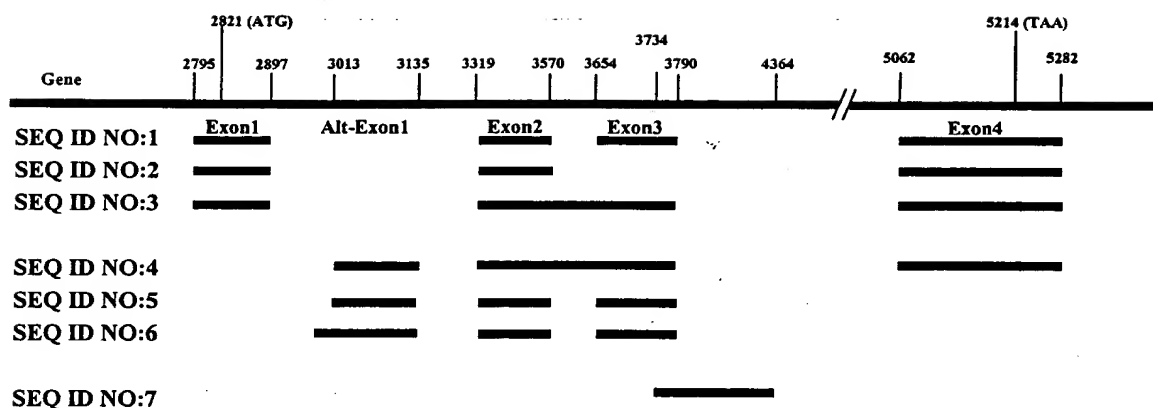 2821 (ATG) 5214 (TAA)
3734
2795 2897 3013 3135 3319 3570 3654 3790 4364 5062 5282
Gene
Exon1 Alt-Exon1 Exon2 Exon3 Exon4
SEQ ID NO:1
SEQ ID NO:2
SEQ ID NO:3
SEQ ID NO:4
SEQ ID NO:5
SEQ ID NO:6
SEQ ID NO:7